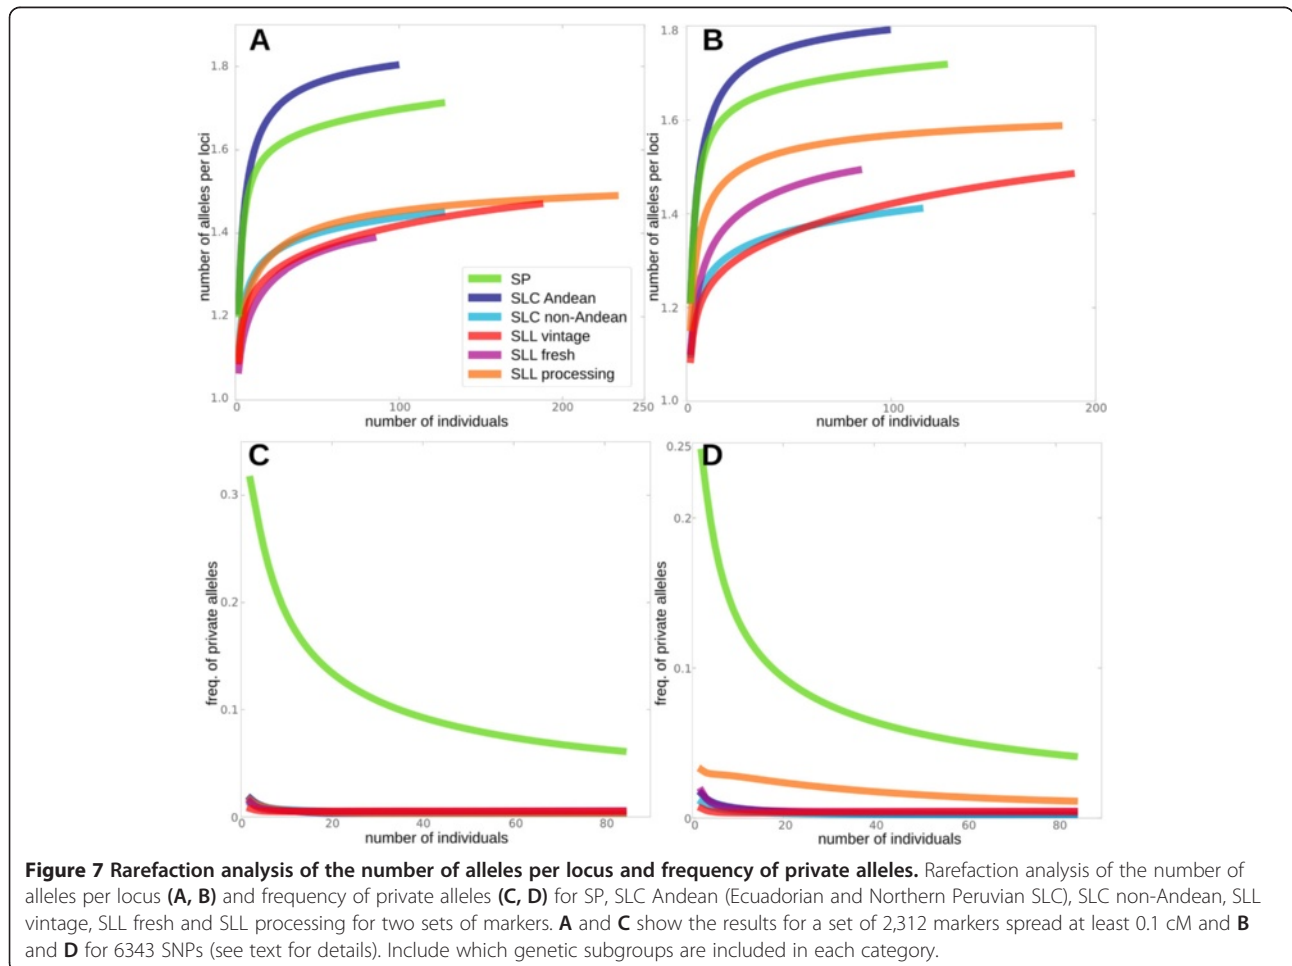 A
1.8
1.6
1.4
1.2
1.0
number of alleles per loci
0
100
200
250
number of individuals
SP
SLC Andean
SLC non-Andean
SLL vintage
SLL fresh
SLL processing
B
1.8
1.6
1.4
1.2
1.0
number of alleles per loci
0
100
200
number of individuals
C
0.3
0.2
0.1
0
freq. of private alleles
0
20
40
60
80
number of individuals
D
0.25
0.2
0.1
0
freq. of private alleles
0
20
40
60
80
number of individuals
Figure 7 Rarefaction analysis of the number of alleles per locus and frequency of private alleles. Rarefaction analysis of the number of
alleles per locus (A, B) and frequency of private alleles (C, D) for SP, SLC Andean (Ecuadorian and Northern Peruvian SLC), SLC non-Andean, SLL
vintage, SLL fresh and SLL processing for two sets of markers. A and C show the results for a set of 2,312 markers spread at least 0.1 cM and B
and D for 6343 SNPs (see text for details). Include which genetic subgroups are included in each category.